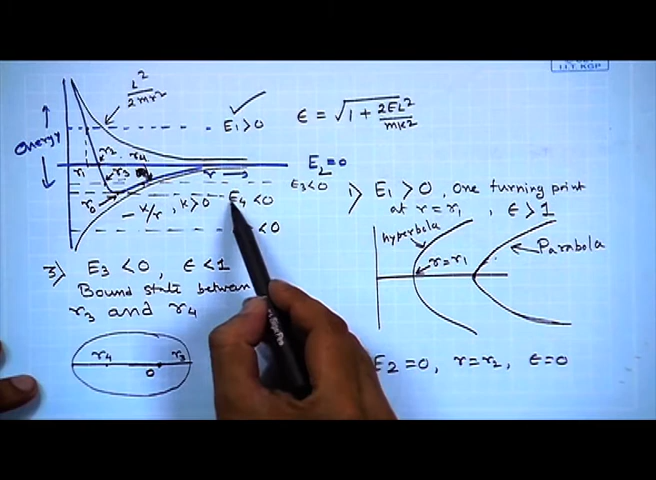 I.I.T. KGP
L²/2mr²
Energy
E₁>0
ε = √1 + 2EL²/mk²
r₂
r₄
r₁
r₃
r
E₂=0
E₃<0
r₀
-k/r, k>0
E₄<0
<0
1) E₁ > 0, One turning point
at r = r₁, ε > 1
hyperbola
r=r₁
Parabola
3) E₃ < 0, ε < 1
Bound state between
r₃ and r₄
r₄
0
r₃
E₂=0, r=r₂, ε=0